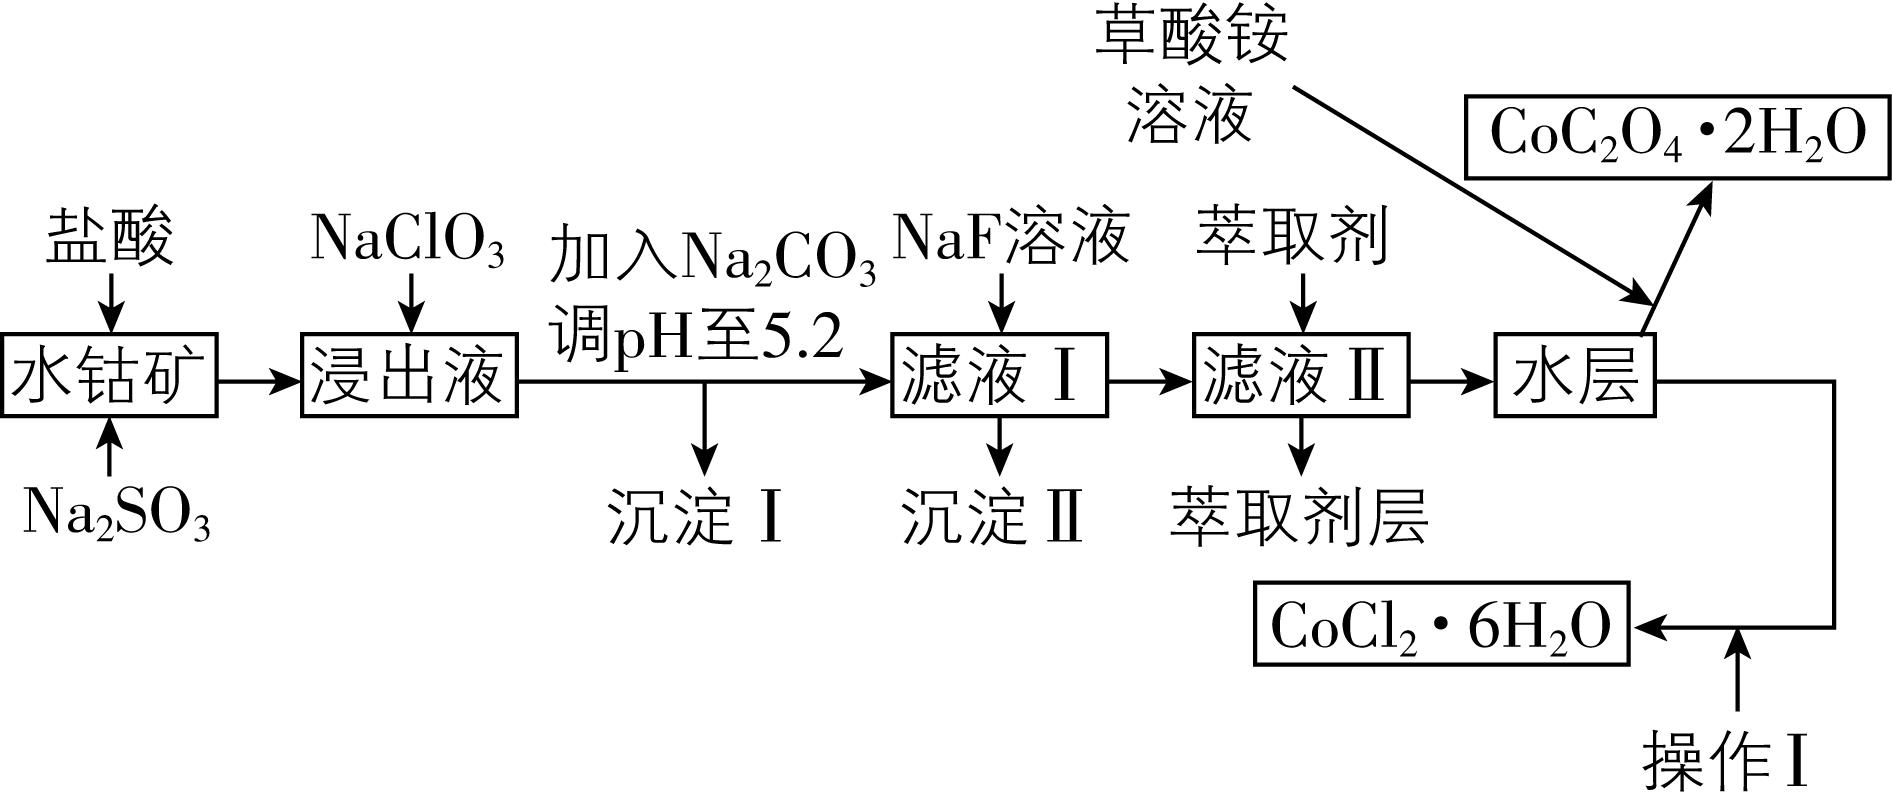 草酸铵
溶液
CoC₂O₄·2H₂O
盐酸
NaClO₃
加入Na₂CO₃
调pH至5.2
NaF溶液
萃取剂
水钴矿
浸出液
滤液Ⅰ
滤液Ⅱ
水层
Na₂SO₃
沉淀Ⅰ
沉淀Ⅱ
萃取剂层
CoCl₂·6H₂O
操作Ⅰ